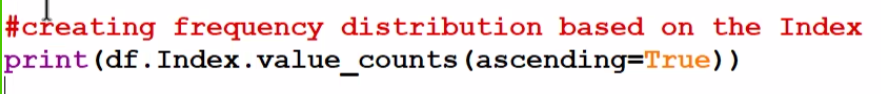 #creating frequency distribution based on the Index
print(df.Index.value_counts(ascending=True))